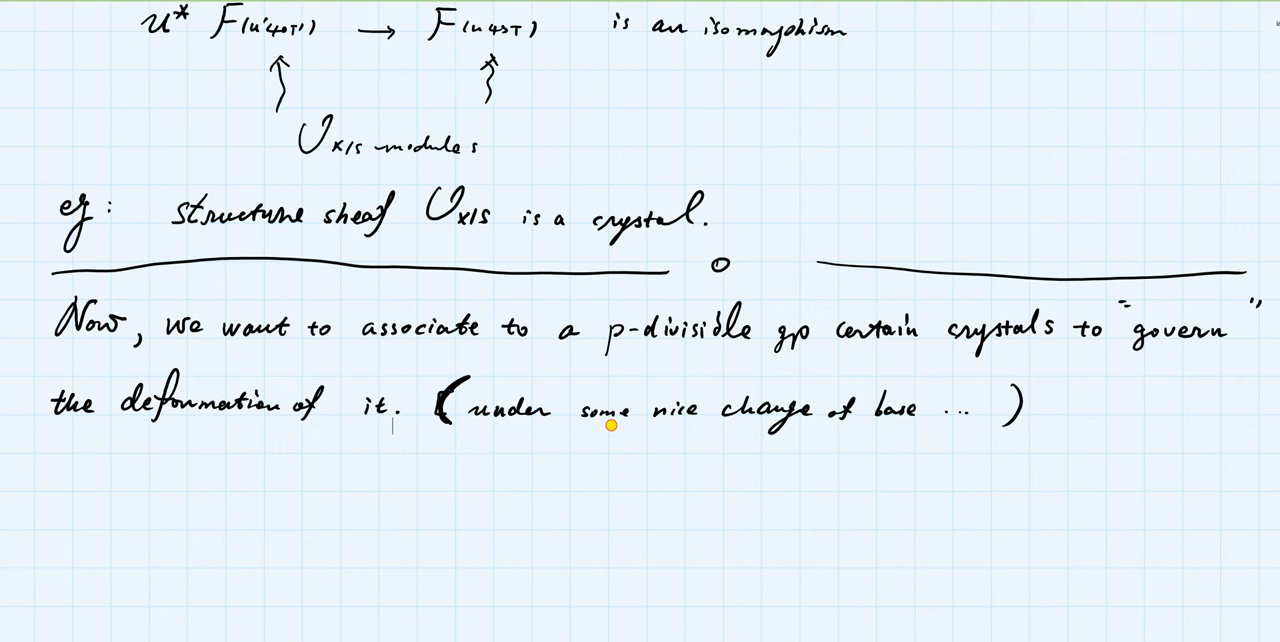 u* F(u'↪T') → F(u↪T) is an isomorphism
O_X/S modules
eg: structure sheaf O_X/S is a crystal.
Now, we want to associate to a p-divisible gp certain crystals to "govern"
the deformation of it. (under some nice change of base ... )